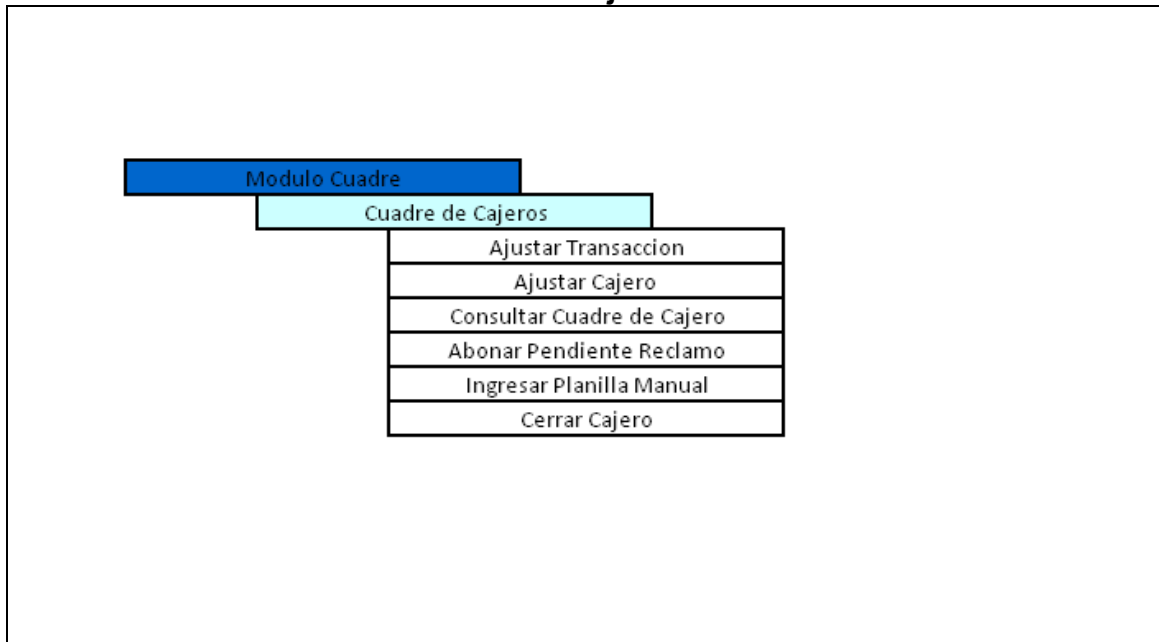 Modulo Cuadre
Cuadre de Cajeros
Ajustar Transaccion
Ajustar Cajero
Consultar Cuadre de Cajero
Abonar Pendiente Reclamo
Ingresar Planilla Manual
Cerrar Cajero